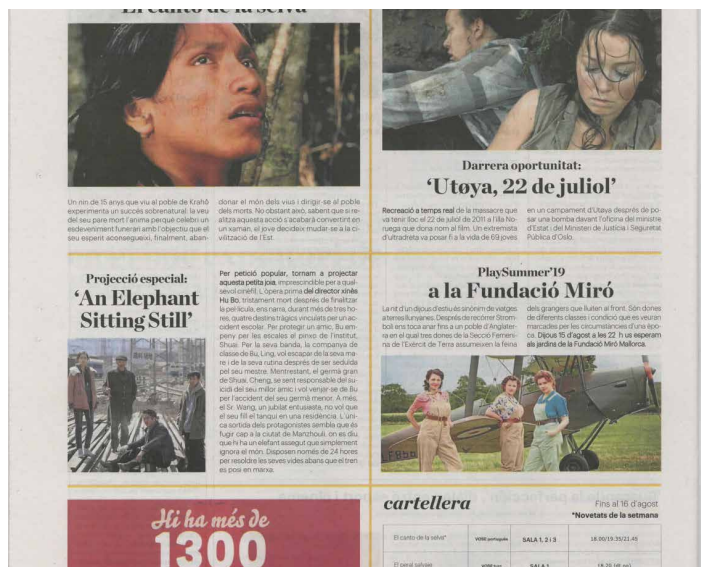 El canto de la selva
Un nin de 15 anys que viu al poble de Krahô
experimenta un succés sobrenatural: la veu
del seu pare mort l'anima perquè celebri un
esdeveniment funerari amb l'objectiu que el
seu esperit aconsegueixi, finalment, aban-
donar el món dels vius i dirigir-se al poble
dels morts. No obstant això, sabent que si re-
alitza aquesta acció s'acabarà convertint en
un xaman, el jove decideix mudar-se a la ci-
vilització de l'Est.
Darrera oportunitat:
'Utøya, 22 de juliol'
Recreació a temps real de la massacre que
va tenir lloc el 22 de juliol de 2011 a l'illa No-
ruega que dona nom al film. Un extremista
d'ultradreta va posar fi a la vida de 69 joves
en un campament d'Utøya després de po-
sar una bomba davant l'oficina del ministre
d'Estat i del Ministeri de Justícia i Seguretat
Pública d'Oslo.
Projecció especial:
'An Elephant
Sitting Still'
Per petició popular, tornam a projectar
aquesta petita joia, imprescindible per a qual-
sevol cinèfil. L'òpera prima del director xinès
Hu Bo, tristament mort després de finalitzar
la pel·lícula, ens narra, durant més de tres ho-
res, quatre destins tràgics vinculats per un ac-
cident escolar. Per protegir un amic, Bu em-
peny per les escales el pinxo de l'institut,
Shuai. Per la seva banda, la companya de
classe de Bu, Ling, vol escapar de la seva ma-
re i de la seva rutina després de ser seduïda
pel seu mestre. Mentrestant, el germà gran
de Shuai, Cheng, se sent responsable del suï-
cidi del seu millor amic i vol venjar-se de Bu
per l'accident del seu germà menor. A més,
el Sr. Wang, un jubilat entusiasta, no vol que
el seu fill el tanqui en una residència. L'úni-
ca sortida dels protagonistes sembla que és
fugir cap a la ciutat de Manzhouli, on es diu
que hi ha un elefant assegut que simplement
ignora el món. Disposen només de 24 hores
per resoldre les seves vides abans que el tren
es posi en marxa.
PlaySummer'19
a la Fundació Miró
La nit d'un dijous d'estiu és sinònim de viatges
a terres llunyanes. Després de recórrer Strom-
boli ens toca anar fins a un poble d'Anglater-
ra en el qual tres dones de la Secció Femeni-
na de l'Exèrcit de Terra assumeixen la feina
dels grangers que lluiten al front. Són dones
de diferents classes i condició que es veuran
marcades per les circumstàncies d'una èpo-
ca. Dijous 15 d'agost a les 22 h us esperam
als jardins de la Fundació Miró Mallorca.
Hi ha més de
1300
cartellera
Fins al 16 d'agost
*Novetats de la setmana
El canto de la selva* VOSE portuguès SALA 1, 2 i 3 18.00/19.35/21.45
El peral salvaje SALA 1